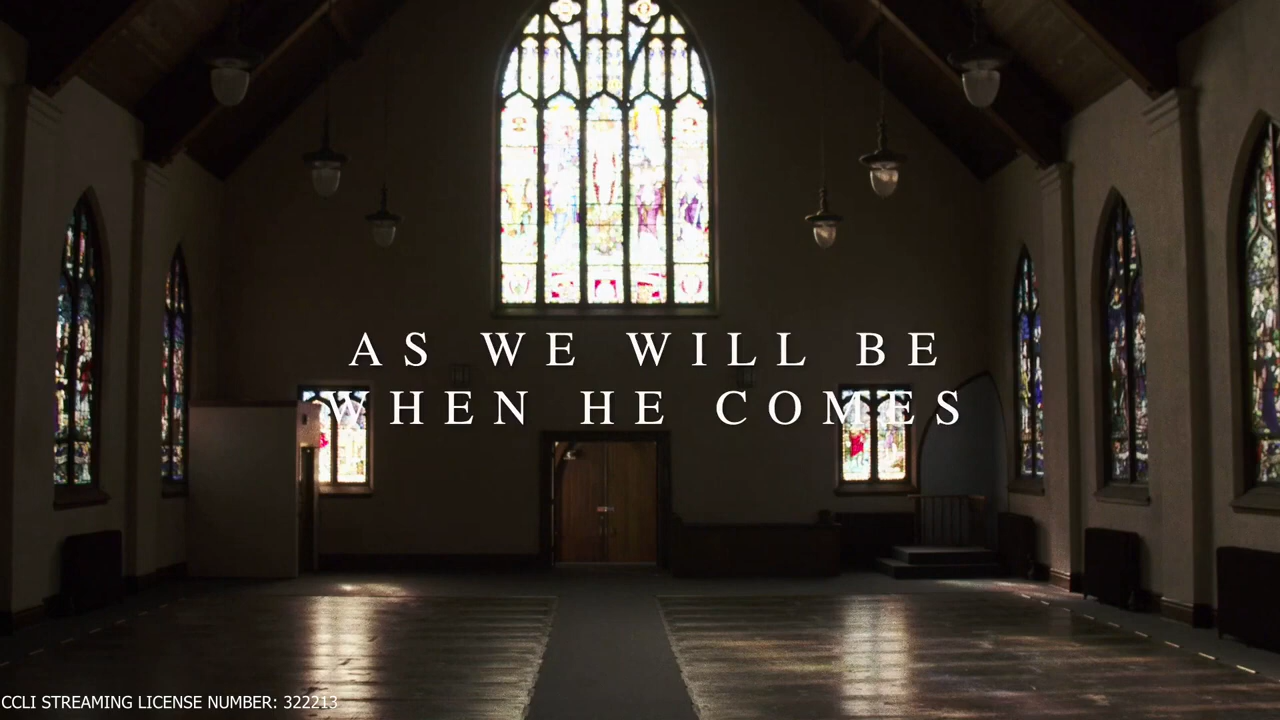 AS WE WILL BE
WHEN HE COMES
CCLI STREAMING LICENSE NUMBER: 322213